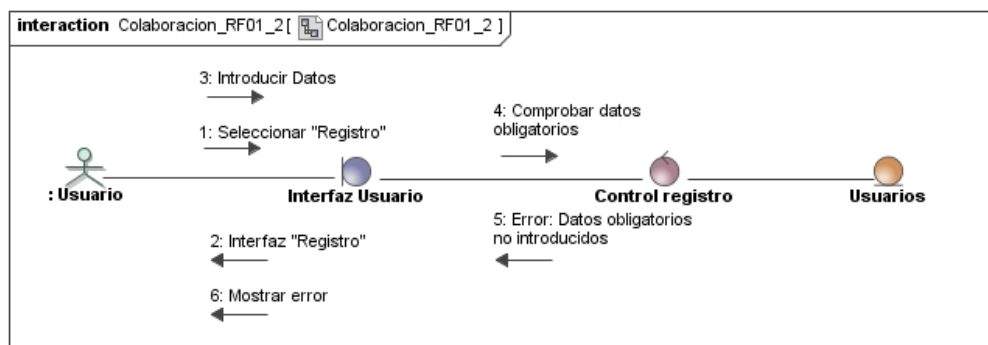 interaction Colaboracion_RF01_2[ Colaboracion_RF01_2 ]
3: Introducir Datos
1: Seleccionar "Registro"
4: Comprobar datos
obligatorios
: Usuario
Interfaz Usuario
Control registro
Usuarios
2: Interfaz "Registro"
5: Error: Datos obligatorios
no introducidos
6: Mostrar error